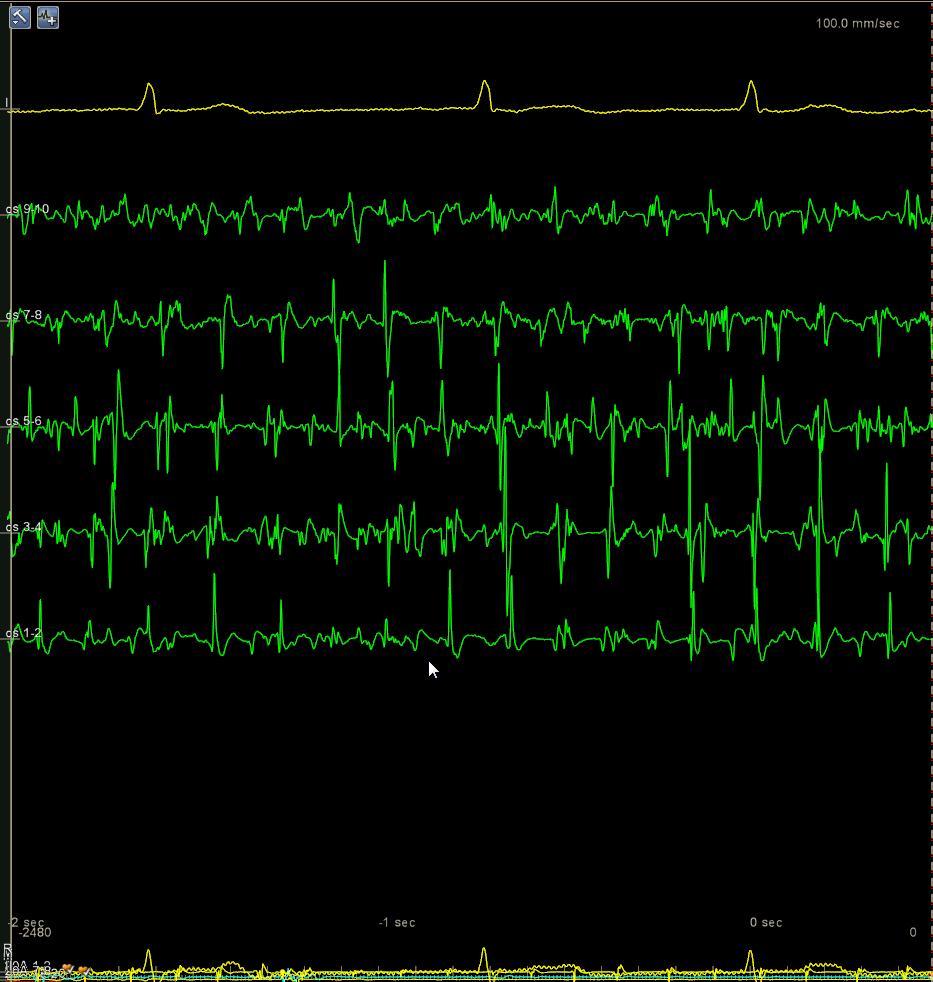 100.0 mm/sec
I
cs 9-10
cs 7-8
cs 5-6
cs 3-4
cs 1-2
-2 sec
-1 sec
0 sec
-2480
0